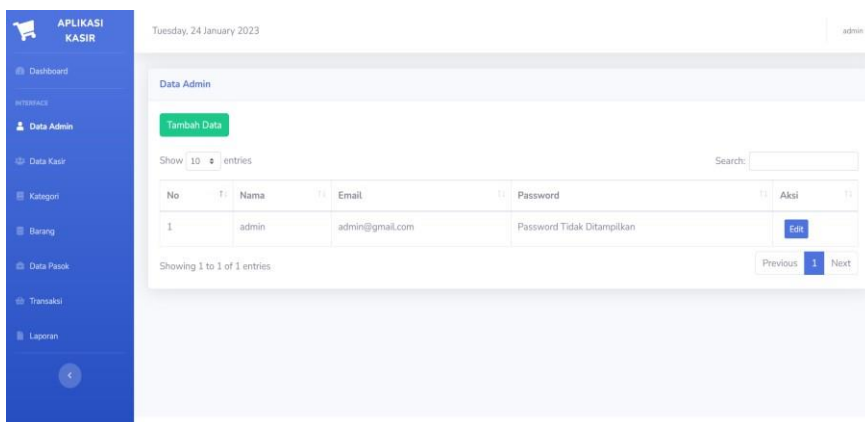 APLIKASI
KASIR
Tuesday, 24 January 2023
admin
Dashboard
INTERFACE
Data Admin
Data Kasir
Kategori
Barang
Data Pasok
Transaksi
Laporan
Data Admin
Tambah Data
Show 10 entries
Search:
No Nama Email Password Aksi
1 admin admin@gmail.com Password Tidak Ditampilkan Edit
Showing 1 to 1 of 1 entries
Previous 1 Next